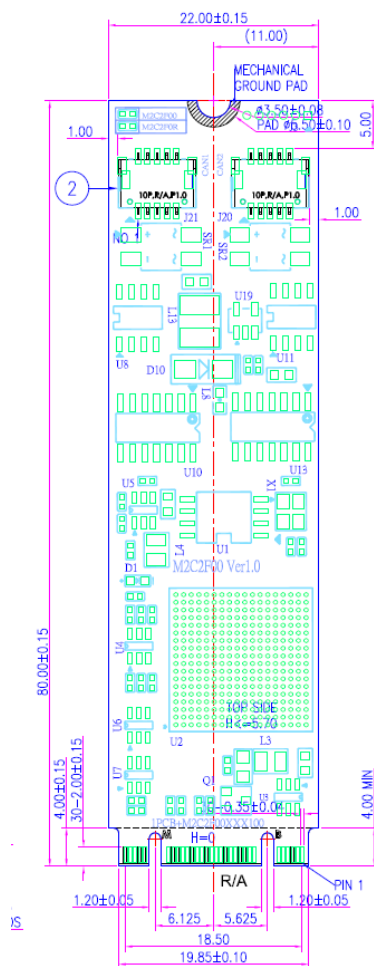 22.00±0.15
(11.00)
MECHANICAL
GROUND PAD
ø3.50±0.08
PAD ø5.50±0.10
5.00
M2C2F00
M2C2F0R
1.00
CAN1
CAN2
2
10P,R/A,P1.0
10P,R/A,P1.0
1.00
J21
J20
NO 1
SR1
SR2
L13
U19
U8
U11
D10
L8
U10
U13
U5
X1
U1
L4
D1
M2C2F00 Ver1.0
U4
80.00±0.15
TOP SIDE
H<=5.70
U6
U2
L3
U7
Q1
4.00±0.15
30-2.00±0.15
4.00 MIN
1PCB+M2C2F00XXX100
M
B
H=0
R/A
PIN 1
1.20±0.05
1.20±0.05
6.125
5.625
18.50
19.85±0.10